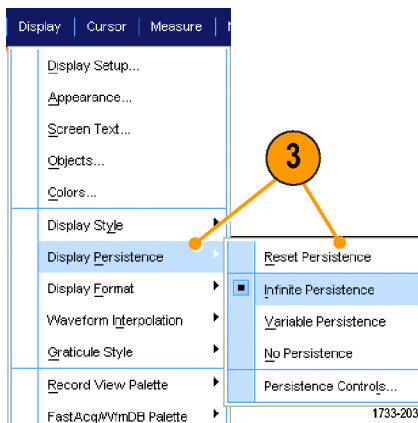 Display Cursor Measure
Display Setup...
Appearance...
Screen Text...
Objects...
Colors...
3
Display Style
Display Persistence
Reset Persistence
Display Format
Infinite Persistence
Waveform Interpolation
Variable Persistence
Graticule Style
No Persistence
Record View Palette
Persistence Controls...
FastAcq/WfmDB Palette
1733-203